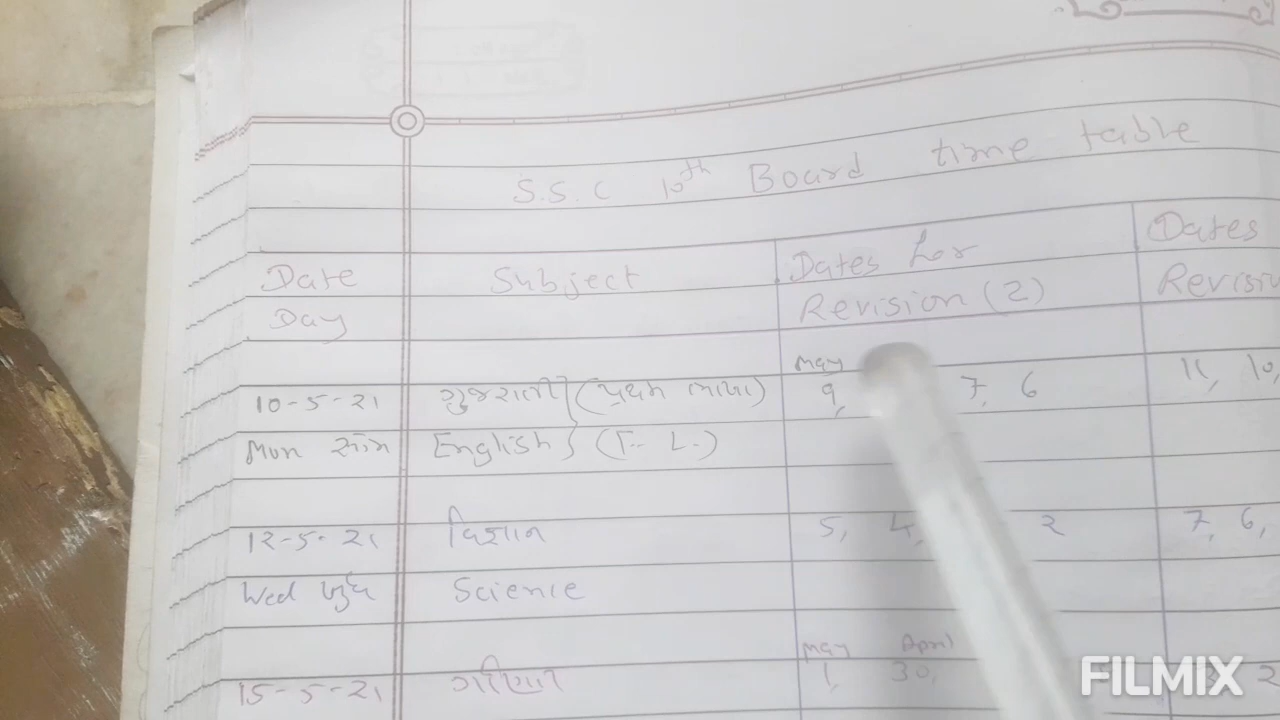 S.S.C 10th Board time table
Date Subject Dates for Dates
Day Revision (2) Revisi
May
10-5-21 ગુજરાતી (પ્રથમ ભાષા) 9, 7, 6 11, 10,
Mon સોમ English (F. L.)
12-5-21 વિજ્ઞાન 5, 4, 2 7, 6,
Wed બુધ Science
May April
15-5-21 ગણિત 1, 30, 2
FILMIX